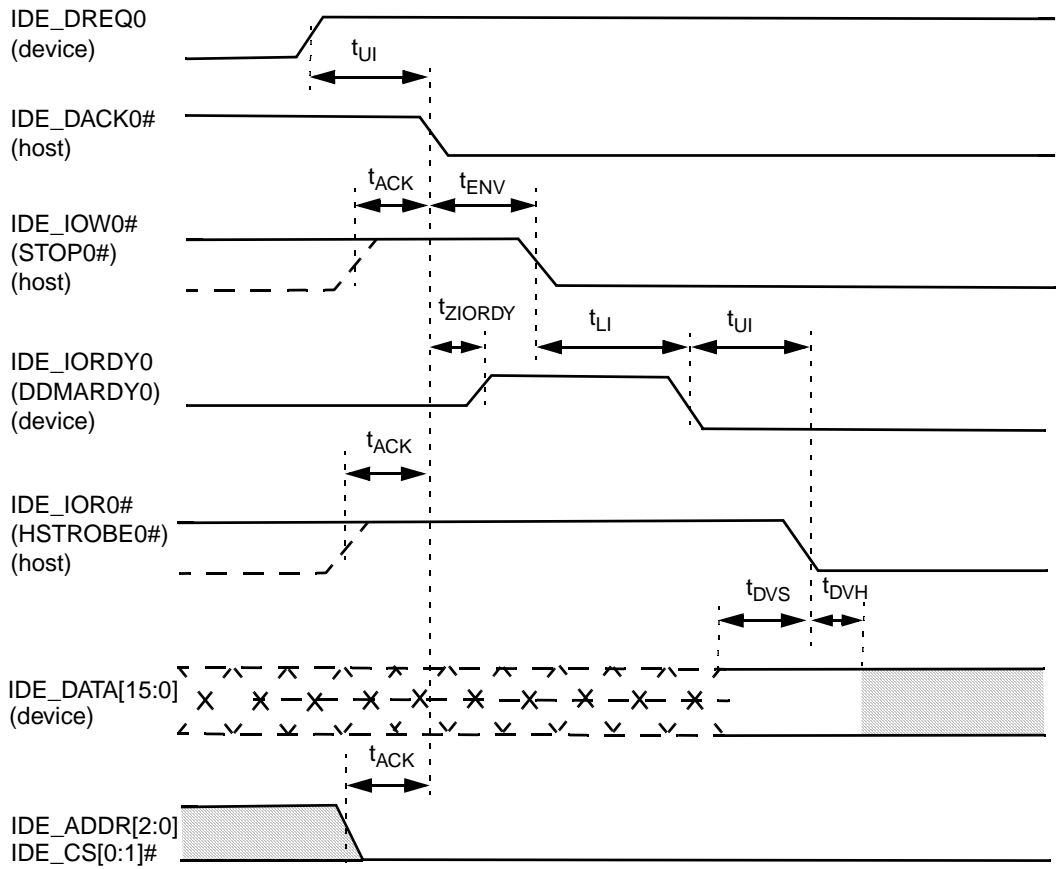 IDE_DREQ0
(device)
tUI
IDE_DACK0#
(host)
tACK
tENV
IDE_IOW0#
(STOP0#)
(host)
tZIORDY
tLI
tUI
IDE_IORDY0
(DDMARDY0)
(device)
tACK
IDE_IOR0#
(HSTROBE0#)
(host)
tDVS
tDVH
IDE_DATA[15:0]
(device)
tACK
IDE_ADDR[2:0]
IDE_CS[0:1]#